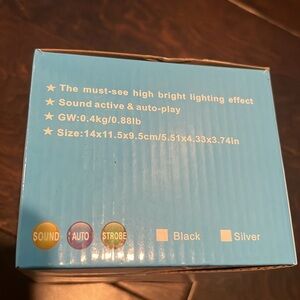 ★ The must-see high bright lighting effect
★ Sound active & auto-play
★ GW:0.4kg/0.88lb
★ Size:14x11.5x9.5cm/5.51x4.33x3.74in
SOUND AUTO STROBE Black Silver